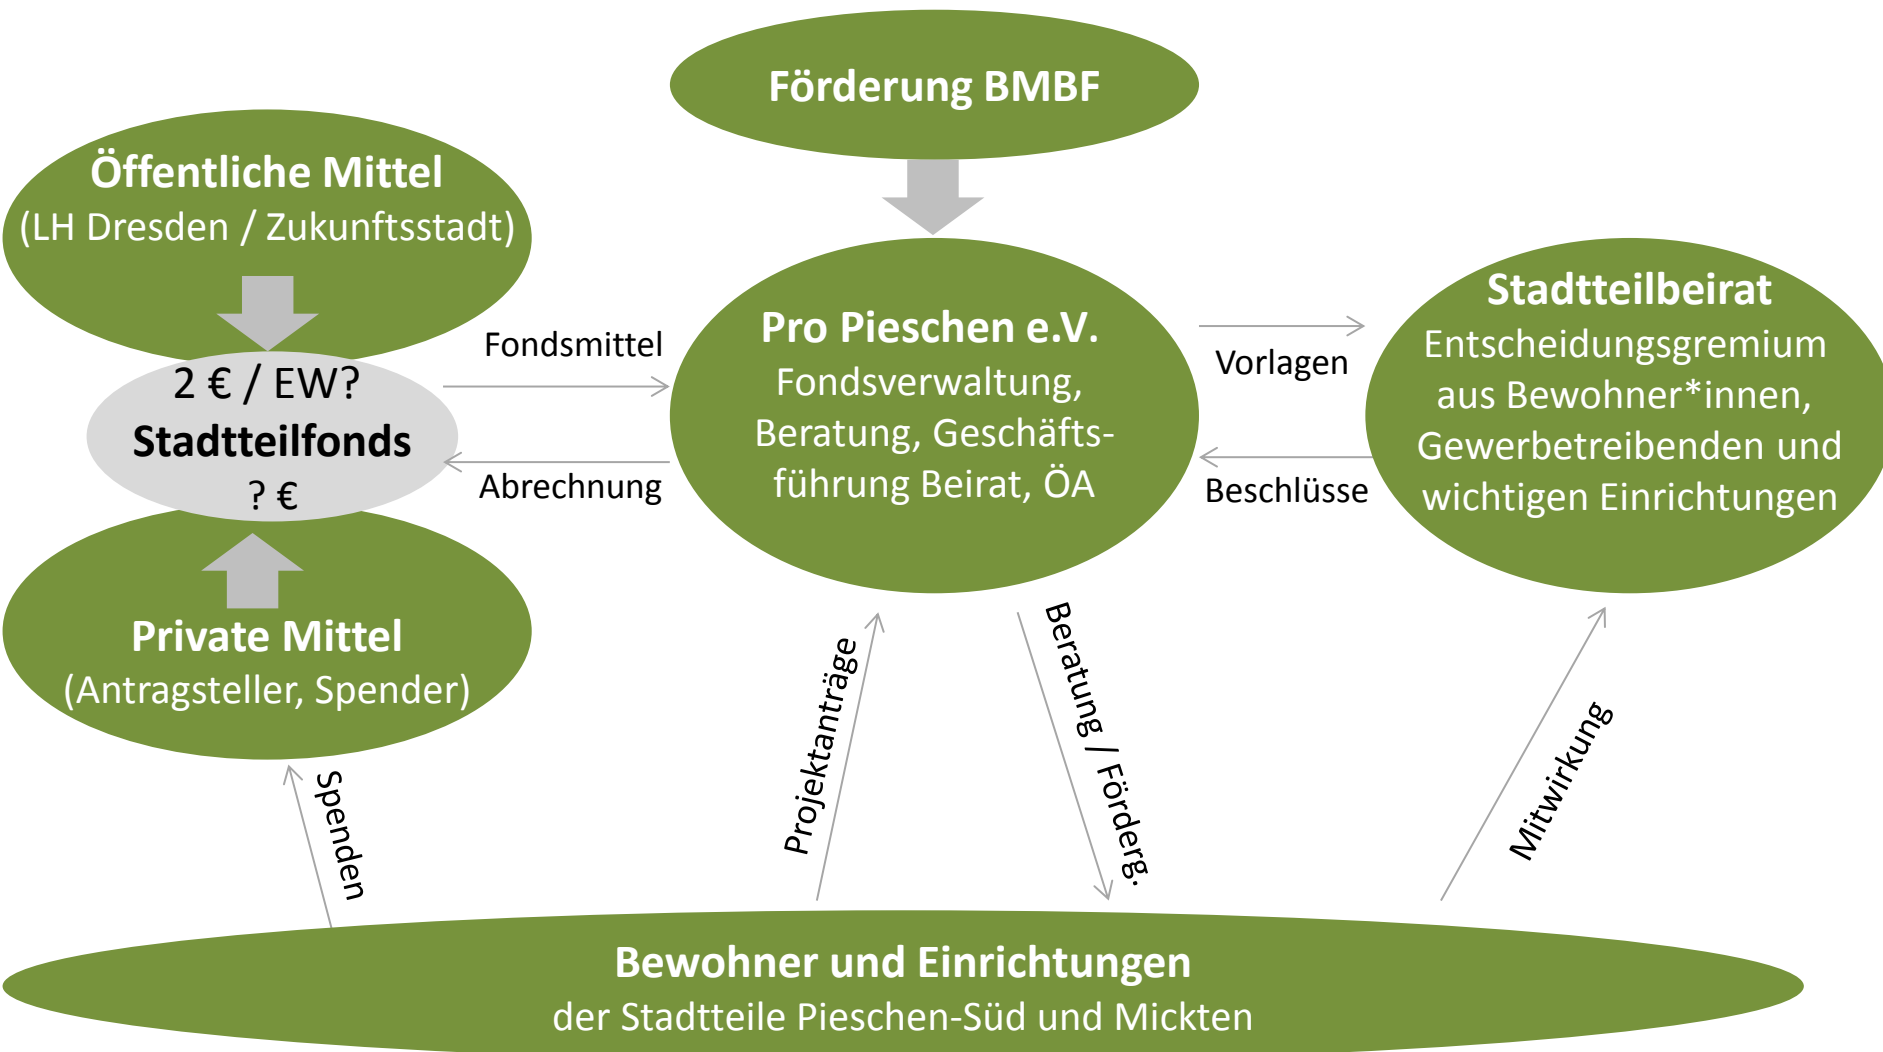 Förderung BMBF
Öffentliche Mittel
(LH Dresden / Zukunftsstadt)
2 € / EW?
Stadtteilfonds
? €
Private Mittel
(Antragsteller, Spender)
Fondsmittel
Abrechnung
Pro Pieschen e.V.
Fondsverwaltung,
Beratung, Geschäfts-
führung Beirat, ÖA
Vorlagen
Beschlüsse
Stadtteilbeirat
Entscheidungsgremium
aus Bewohner*innen,
Gewerbetreibenden und
wichtigen Einrichtungen
Spenden
Projektanträge
Beratung / Förderg.
Mitwirkung
Bewohner und Einrichtungen
der Stadtteile Pieschen-Süd und Mickten